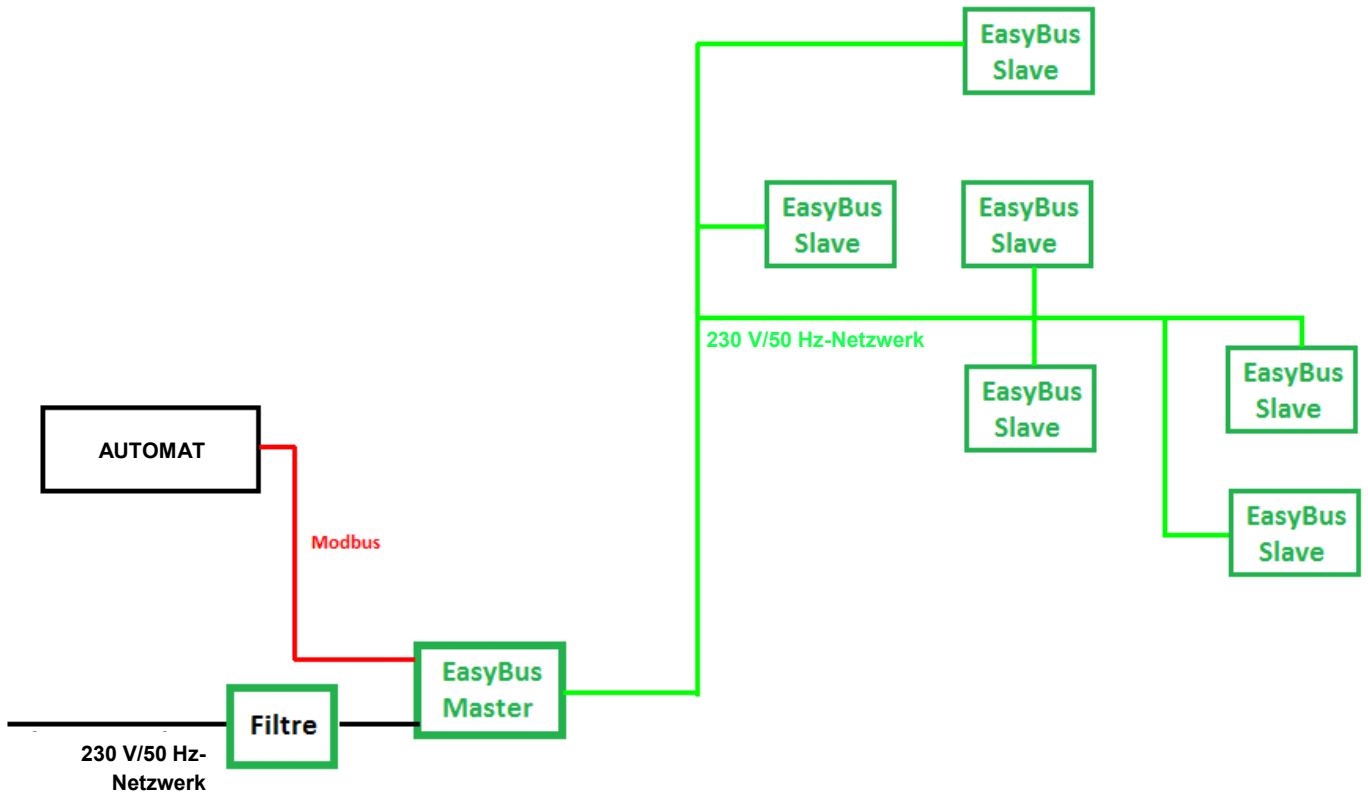 EasyBus
Slave
EasyBus
Slave
EasyBus
Slave
230 V/50 Hz-Netzwerk
EasyBus
Slave
EasyBus
Slave
AUTOMAT
EasyBus
Slave
Modbus
EasyBus
Master
Filtre
230 V/50 Hz-
Netzwerk